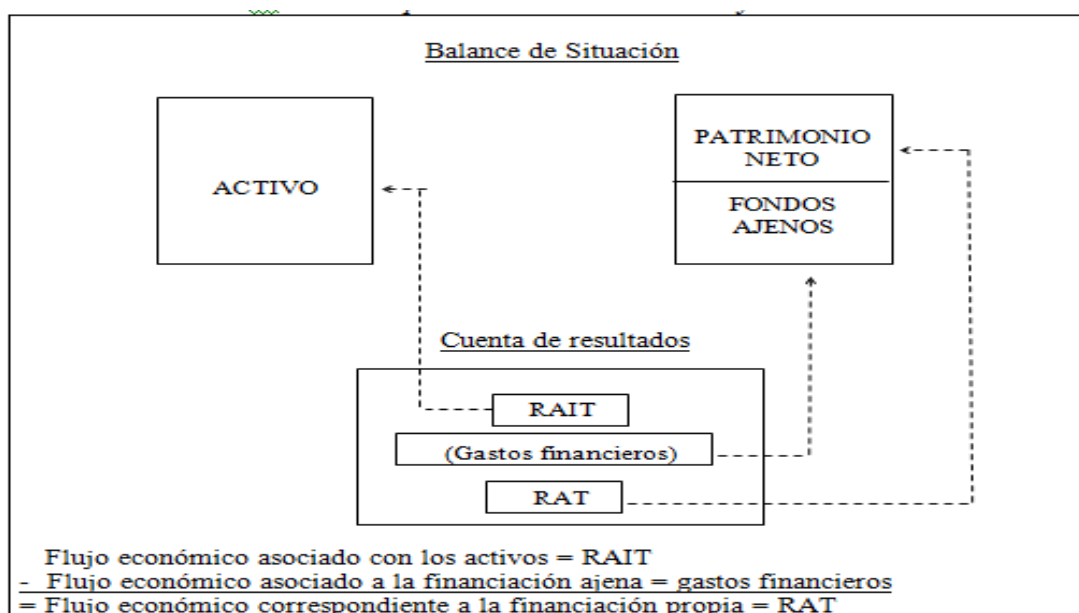 Balance de Situación
ACTIVO
PATRIMONIO
NETO
FONDOS
AJENOS
Cuenta de resultados
RAIT
(Gastos financieros)
RAT
Flujo económico asociado con los activos = RAIT
- Flujo económico asociado a la financiación ajena = gastos financieros
= Flujo económico correspondiente a la financiación propia = RAT